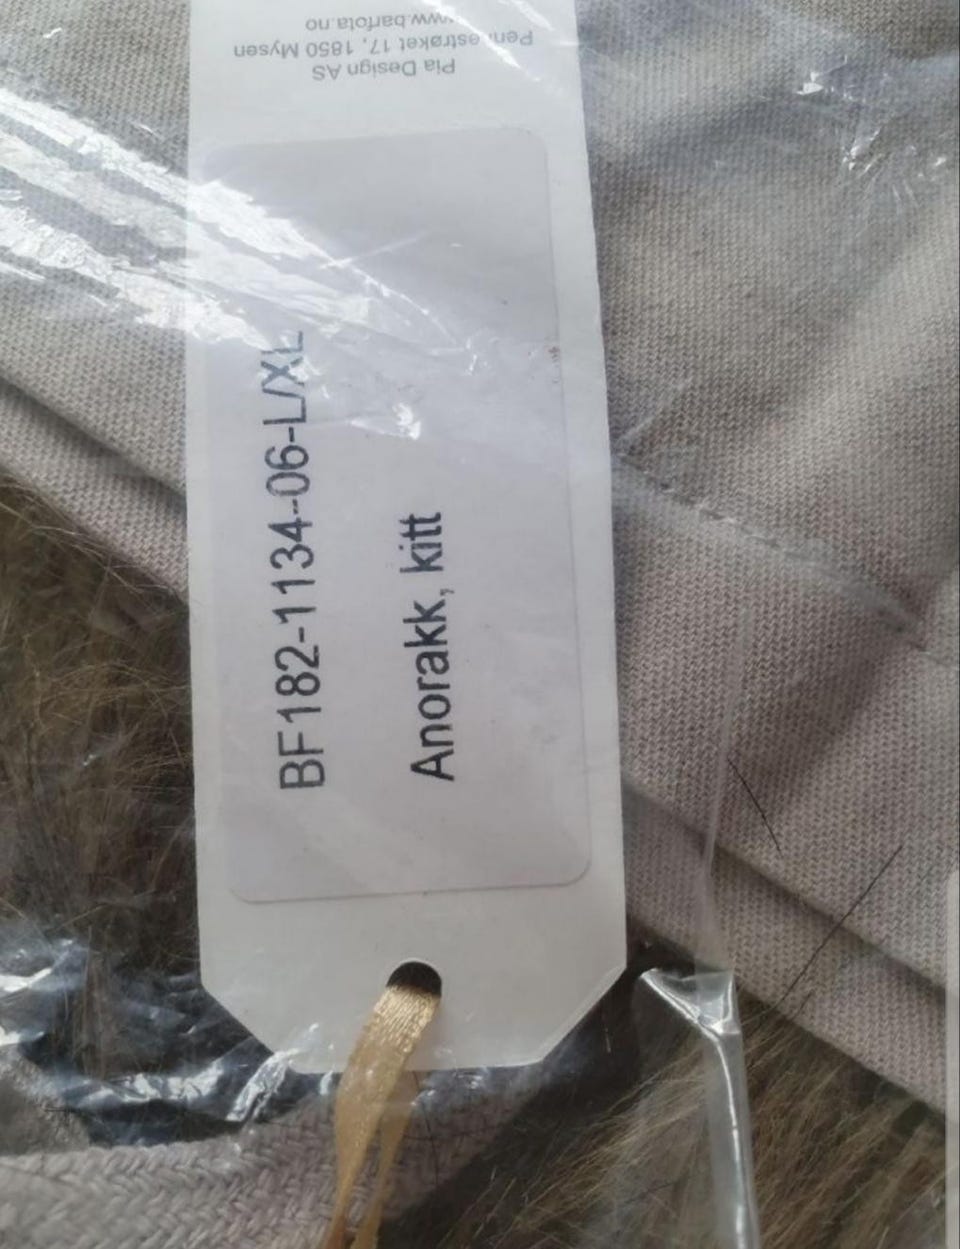 BF182-1134-06-L/XL
Anorakk, kitt
Pia Design AS
17, 1850 Mysen
www.barfota.no